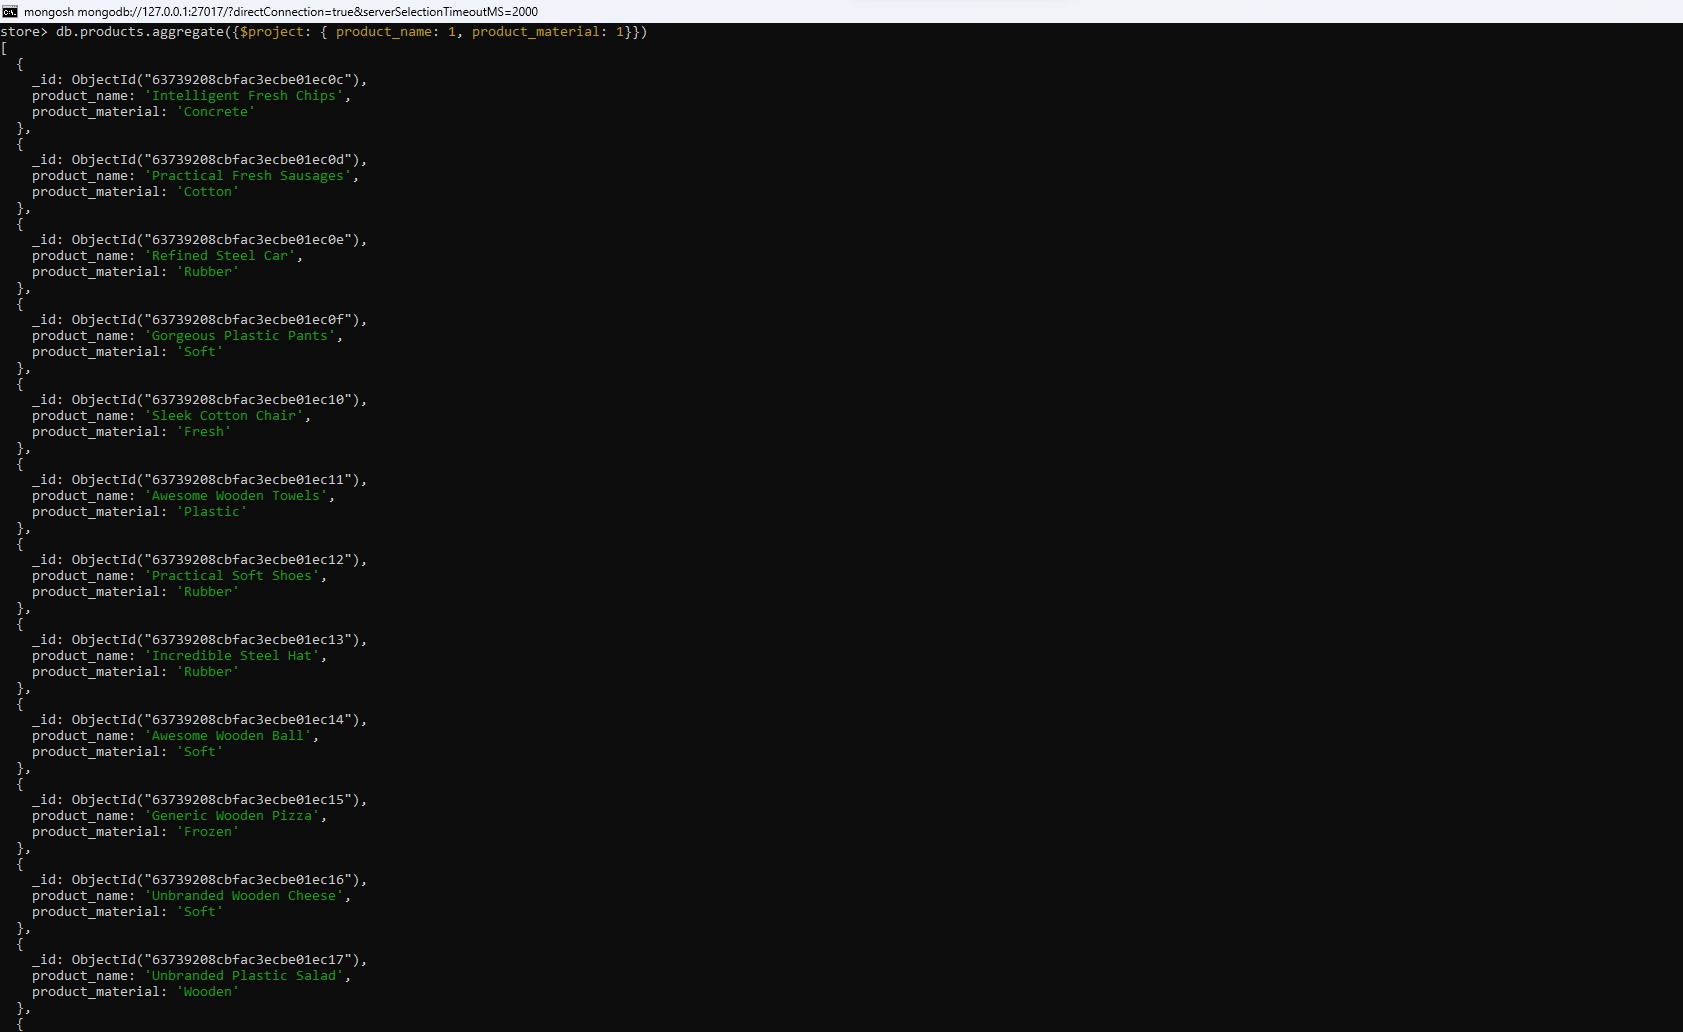 mongosh mongodb://127.0.0.1:27017/?directConnection=true&serverSelectionTimeoutMS=2000
store> db.products.aggregate({$project: { product_name: 1, product_material: 1}})
[
  {
    _id: ObjectId("63739208cbfac3ecbe01ec0c"),
    product_name: 'Intelligent Fresh Chips',
    product_material: 'Concrete'
  },
  {
    _id: ObjectId("63739208cbfac3ecbe01ec0d"),
    product_name: 'Practical Fresh Sausages',
    product_material: 'Cotton'
  },
  {
    _id: ObjectId("63739208cbfac3ecbe01ec0e"),
    product_name: 'Refined Steel Car',
    product_material: 'Rubber'
  },
  {
    _id: ObjectId("63739208cbfac3ecbe01ec0f"),
    product_name: 'Gorgeous Plastic Pants',
    product_material: 'Soft'
  },
  {
    _id: ObjectId("63739208cbfac3ecbe01ec10"),
    product_name: 'Sleek Cotton Chair',
    product_material: 'Fresh'
  },
  {
    _id: ObjectId("63739208cbfac3ecbe01ec11"),
    product_name: 'Awesome Wooden Towels',
    product_material: 'Plastic'
  },
  {
    _id: ObjectId("63739208cbfac3ecbe01ec12"),
    product_name: 'Practical Soft Shoes',
    product_material: 'Rubber'
  },
  {
    _id: ObjectId("63739208cbfac3ecbe01ec13"),
    product_name: 'Incredible Steel Hat',
    product_material: 'Rubber'
  },
  {
    _id: ObjectId("63739208cbfac3ecbe01ec14"),
    product_name: 'Awesome Wooden Ball',
    product_material: 'Soft'
  },
  {
    _id: ObjectId("63739208cbfac3ecbe01ec15"),
    product_name: 'Generic Wooden Pizza',
    product_material: 'Frozen'
  },
  {
    _id: ObjectId("63739208cbfac3ecbe01ec16"),
    product_name: 'Unbranded Wooden Cheese',
    product_material: 'Soft'
  },
  {
    _id: ObjectId("63739208cbfac3ecbe01ec17"),
    product_name: 'Unbranded Plastic Salad',
    product_material: 'Wooden'
  },
  {